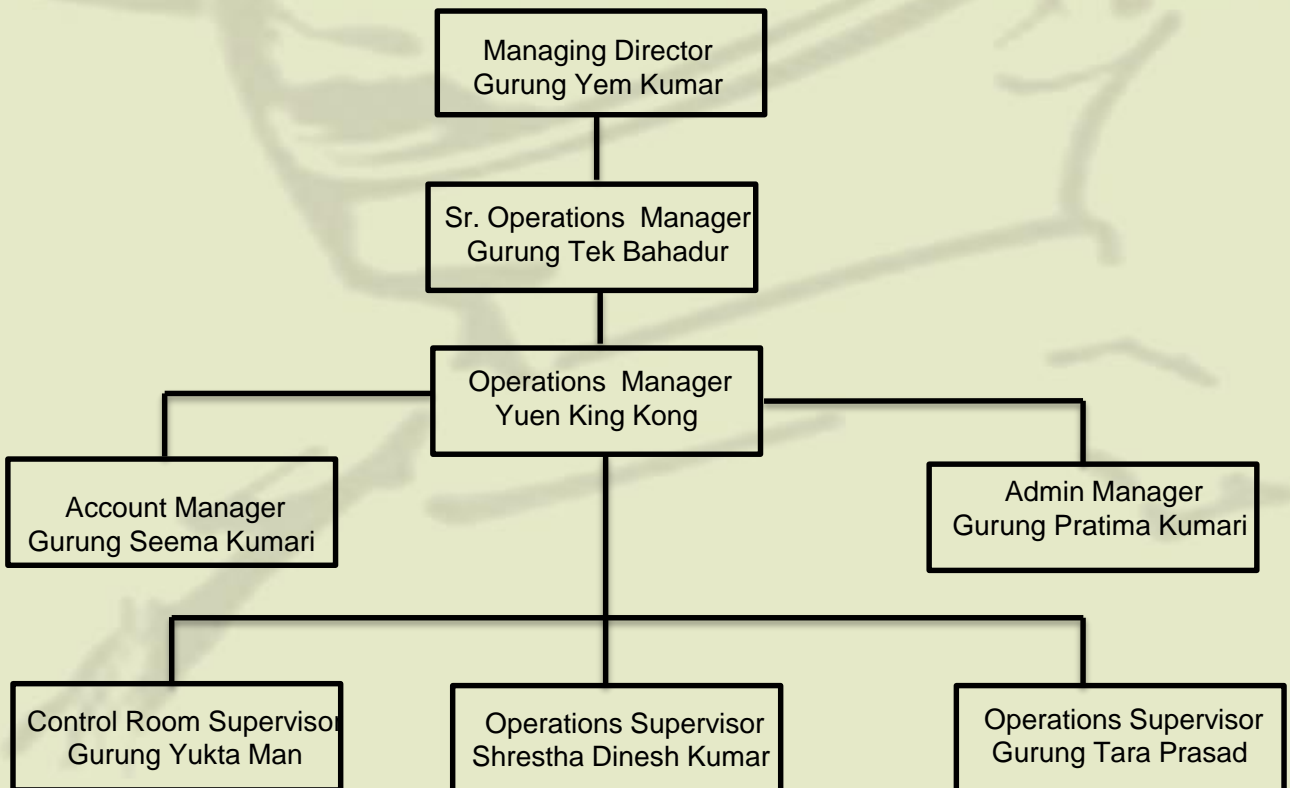 Managing Director
Gurung Yem Kumar
Sr. Operations  Manager
Gurung Tek Bahadur
Operations  Manager
Yuen King Kong
Account Manager
Gurung Seema Kumari
Admin Manager
Gurung Pratima Kumari
Control Room Supervisor
Gurung Yukta Man
Operations Supervisor
Shrestha Dinesh Kumar
Operations Supervisor
Gurung Tara Prasad